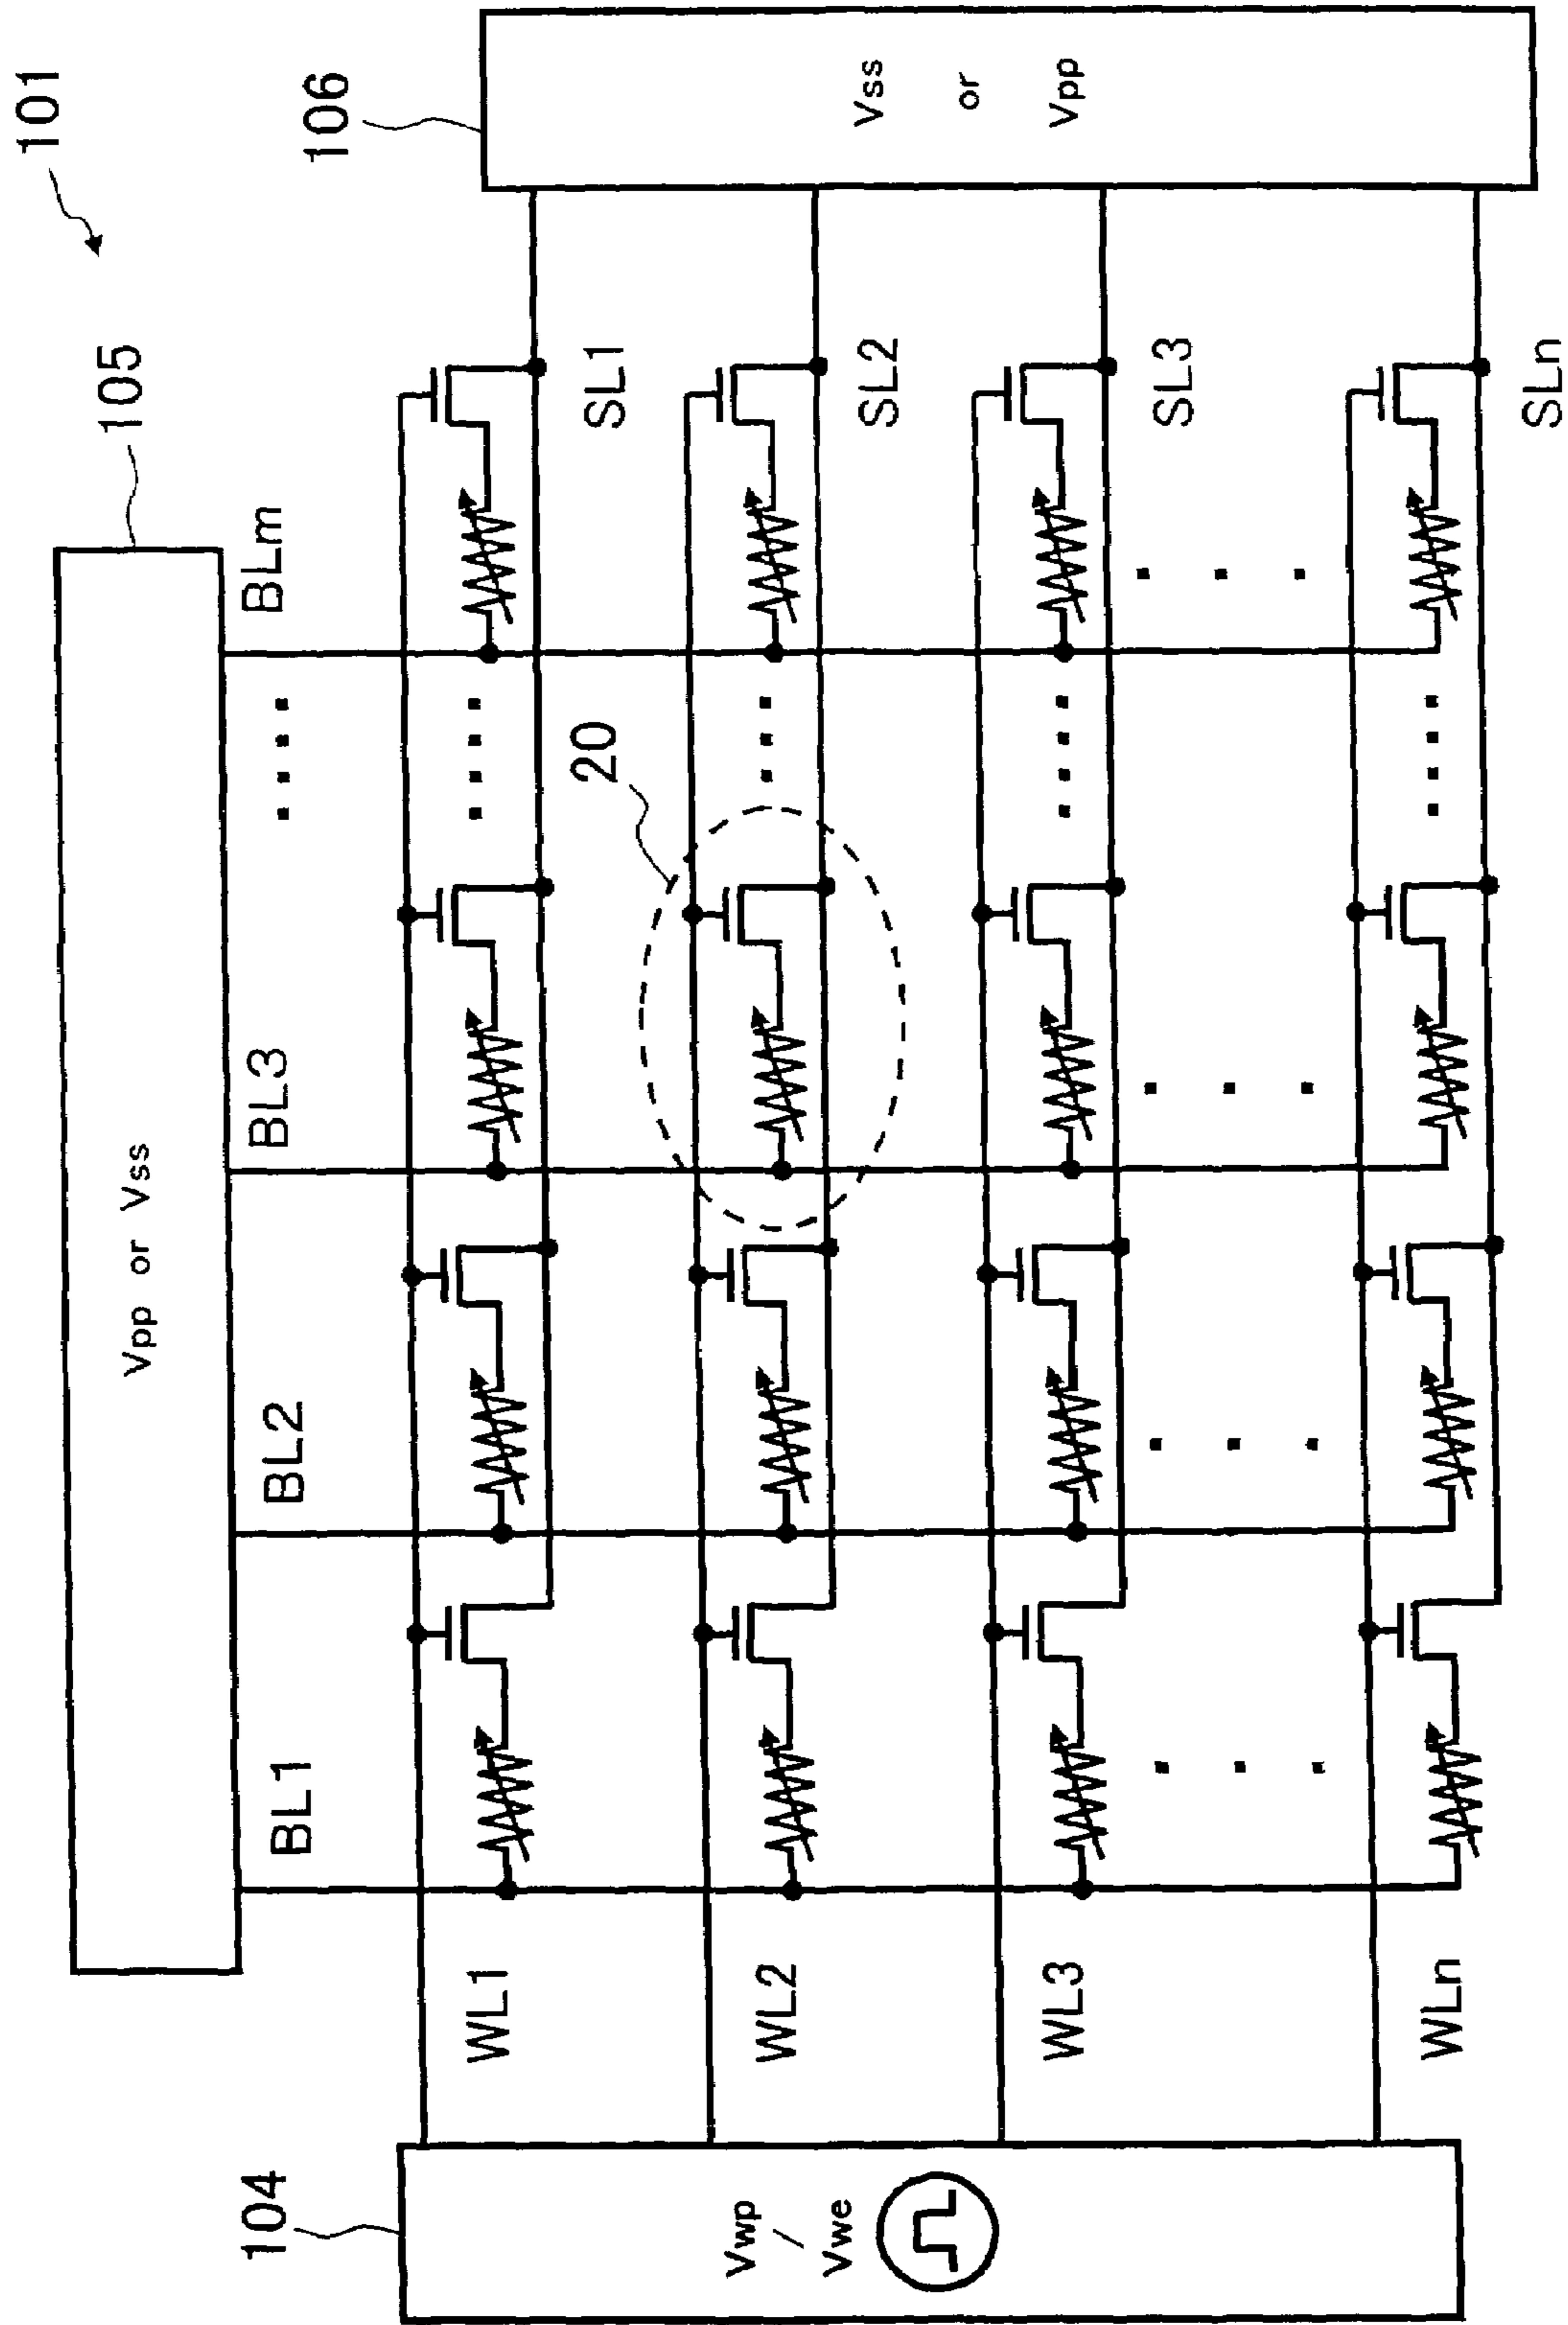 101
105
Vpp or Vss
106
Vss
or
Vpp
104
Vwp
/
Vwe
BL1
BL2
BL3
BLm
20
WL1
WL2
WL3
WLn
SL1
SL2
SL3
SLn